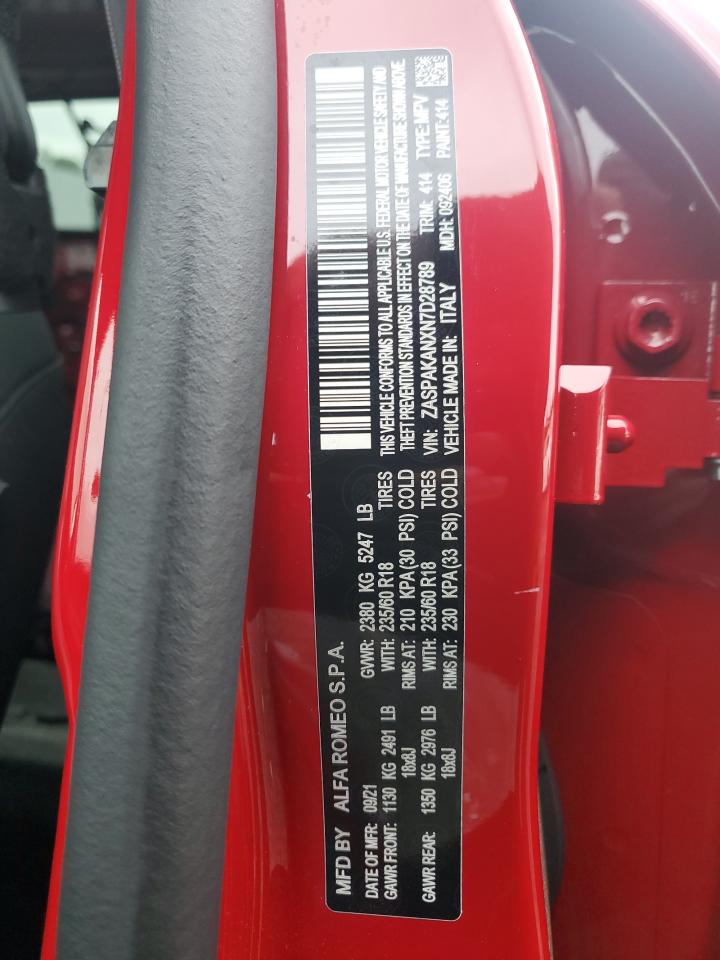 MFD BY ALFA ROMEO S.P.A.
DATE OF MFR: 09/21 GVWR: 2380 KG 5247 LB
GAWR FRONT: 1130 KG 2491 LB WITH: 235/60 R18 TIRES
18x8J RIMS AT: 210 KPA(30 PSI) COLD
GAWR REAR: 1350 KG 2976 LB WITH: 235/60 R18 TIRES
18x8J RIMS AT: 230 KPA(33 PSI) COLD
THIS VEHICLE CONFORMS TO ALL APPLICABLE U.S. FEDERAL MOTOR VEHICLE SAFETY, AND
THEFT PREVENTION STANDARDS IN EFFECT ON THE DATE OF MANUFACTURE SHOWN ABOVE.
VIN: ZASPAKANXN7D28789 TRIM: 414 TYPE:MPV
VEHICLE MADE IN: ITALY MDH: 092406 PAINT:414